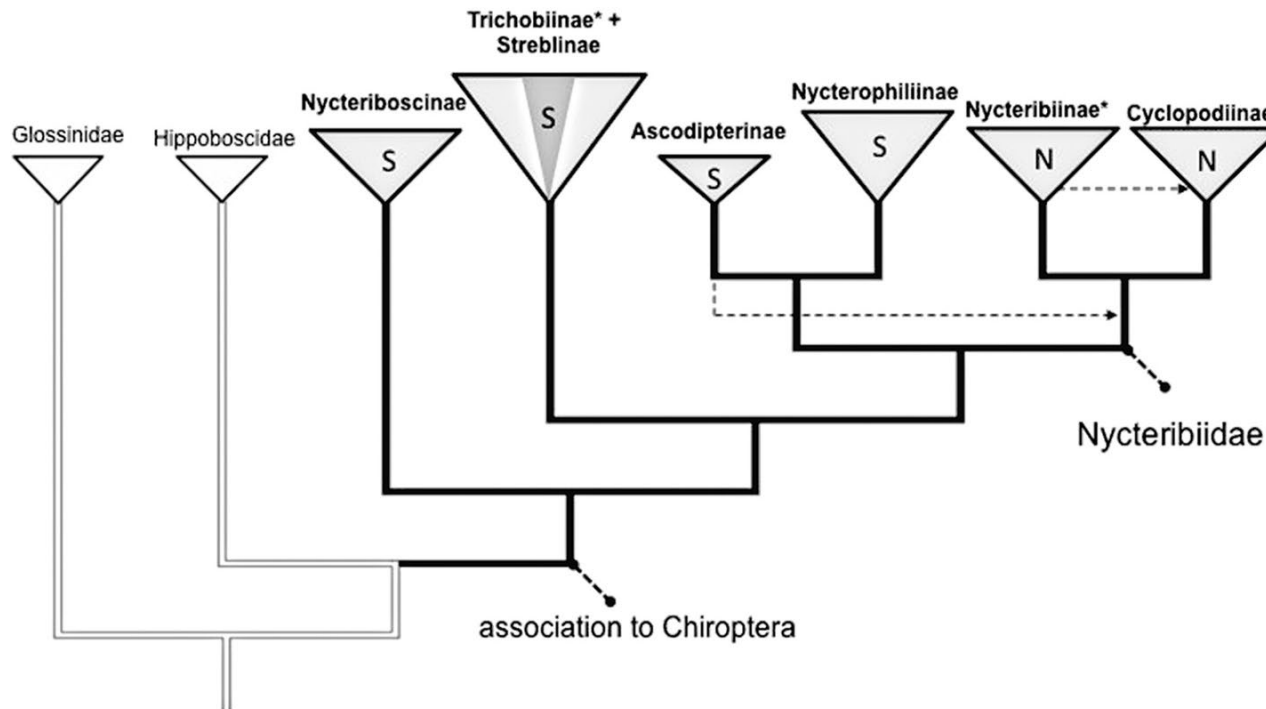 Trichobiinae* +
Streblinae
Nycteriboscinae
Nycterophiliinae
Nycteribiinae*
Cyclopodiinae
Glossinidae
Hippoboscidae
Ascodipterinae
S
S
S
S
N
N
Nycteribiidae
association to Chiroptera